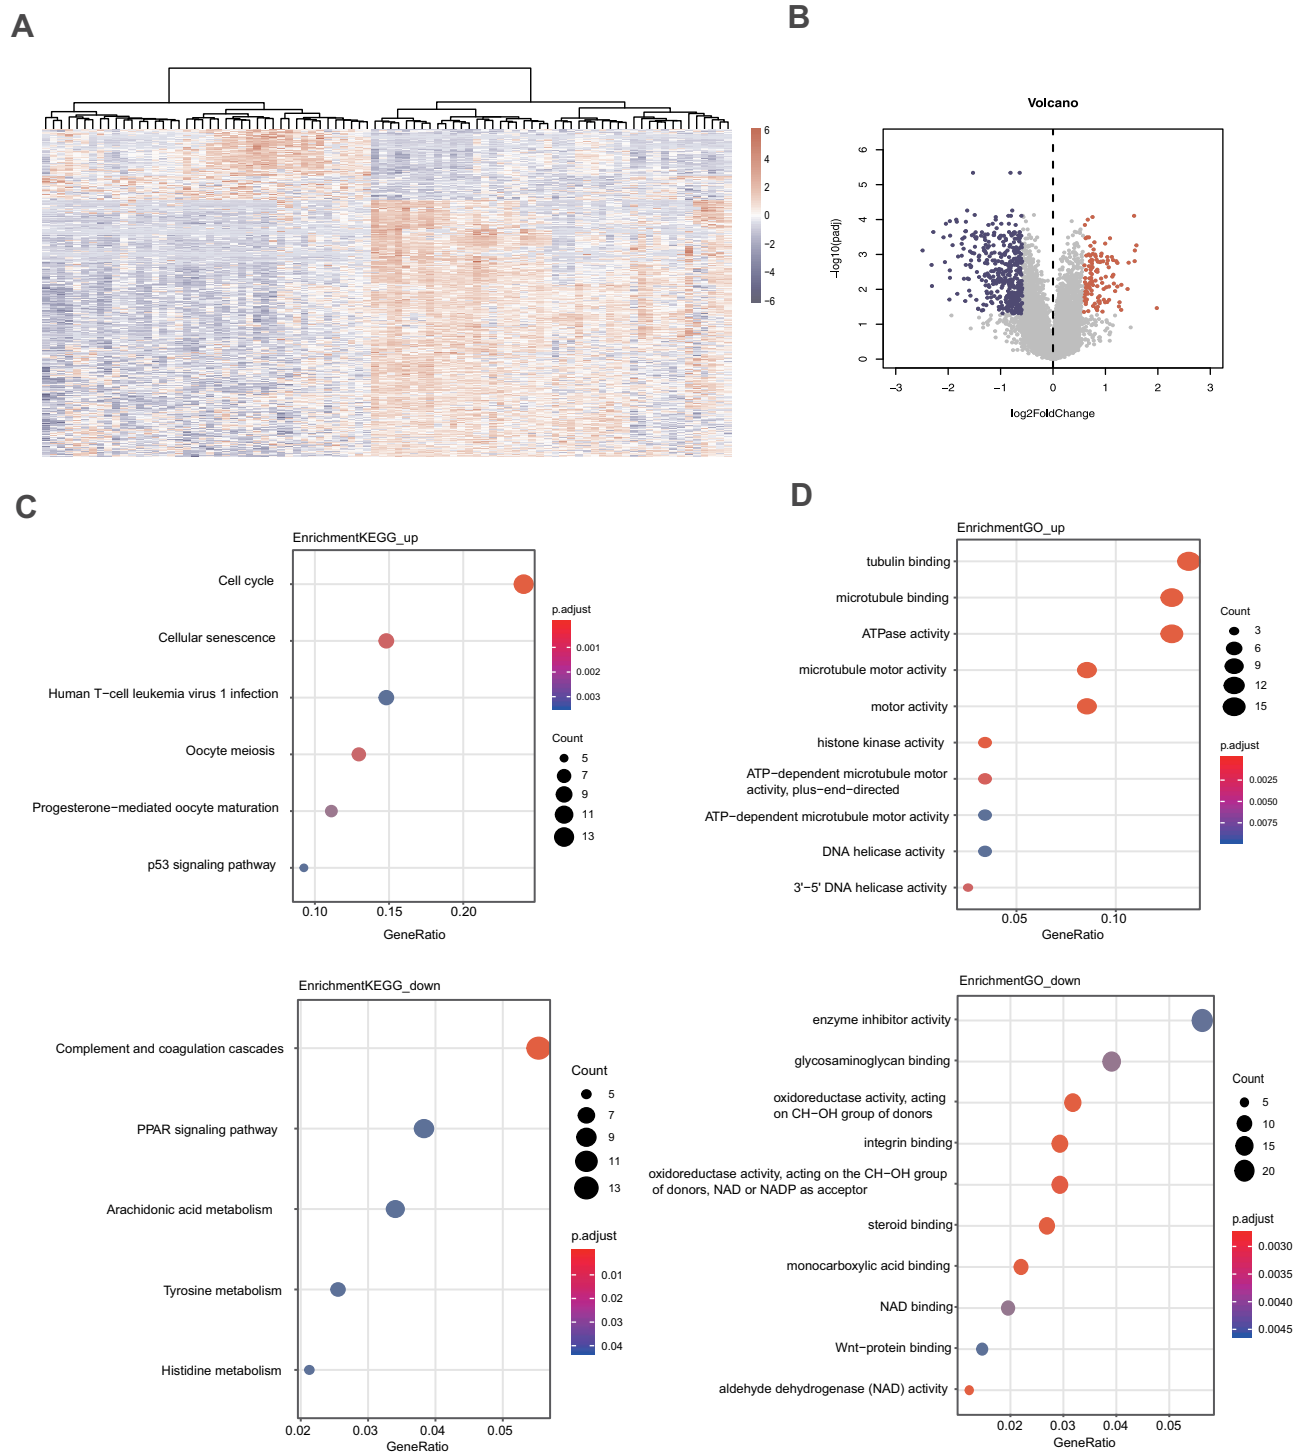 A
6
4
2
0
−2
−4
−6
B
Volcano
−log10(padj)
6
5
4
3
2
1
0
−3
−2
−1
0
1
2
3
log2FoldChange
C
EnrichmentKEGG_up
Cell cycle
Cellular senescence
Human T−cell leukemia virus 1 infection
Oocyte meiosis
Progesterone−mediated oocyte maturation
p53 signaling pathway
0.10
0.15
0.20
GeneRatio
p.adjust
0.001
0.002
0.003
Count
5
7
9
11
13
D
EnrichmentGO_up
tubulin binding
microtubule binding
ATPase activity
microtubule motor activity
motor activity
histone kinase activity
ATP−dependent microtubule motor
activity, plus−end−directed
ATP−dependent microtubule motor activity
DNA helicase activity
3'−5' DNA helicase activity
0.05
0.10
GeneRatio
Count
3
6
9
12
15
p.adjust
0.0025
0.0050
0.0075
EnrichmentKEGG_down
Complement and coagulation cascades
PPAR signaling pathway
Arachidonic acid metabolism
Tyrosine metabolism
Histidine metabolism
0.02
0.03
0.04
0.05
GeneRatio
Count
5
7
9
11
13
p.adjust
0.01
0.02
0.03
0.04
EnrichmentGO_down
enzyme inhibitor activity
glycosaminoglycan binding
oxidoreductase activity, acting
on CH−OH group of donors
integrin binding
oxidoreductase activity, acting on the CH−OH group
of donors, NAD or NADP as acceptor
steroid binding
monocarboxylic acid binding
NAD binding
Wnt−protein binding
aldehyde dehydrogenase (NAD) activity
0.02
0.03
0.04
0.05
GeneRatio
Count
5
10
15
20
p.adjust
0.0030
0.0035
0.0040
0.0045